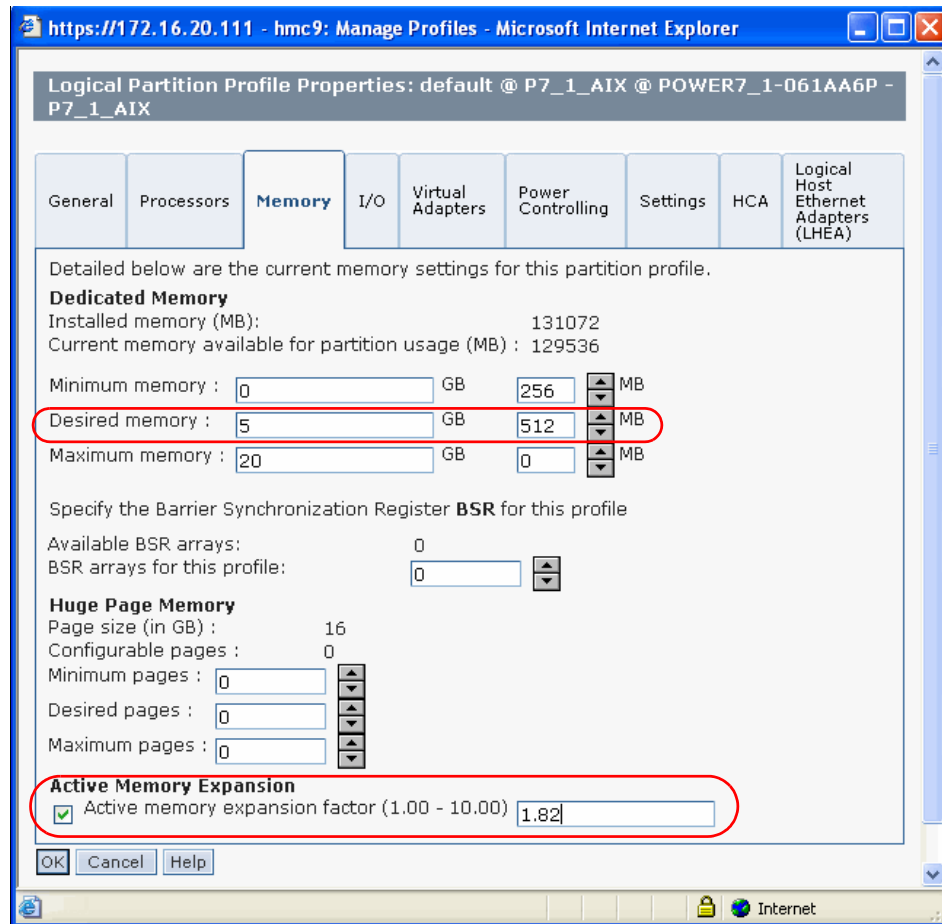 https://172.16.20.111 - hmc9: Manage Profiles - Microsoft Internet Explorer
Logical Partition Profile Properties: default @ P7_1_AIX @ POWER7_1-061AA6P -
P7_1_AIX
General Processors Memory I/O Virtual Adapters Power Controlling Settings HCA Logical Host Ethernet Adapters (LHEA)
Detailed below are the current memory settings for this partition profile.
Dedicated Memory
Installed memory (MB): 131072
Current memory available for partition usage (MB) : 129536
Minimum memory : 0 GB 256 MB
Desired memory : 5 GB 512 MB
Maximum memory : 20 GB 0 MB
Specify the Barrier Synchronization Register BSR for this profile
Available BSR arrays: 0
BSR arrays for this profile: 0
Huge Page Memory
Page size (in GB) : 16
Configurable pages : 0
Minimum pages : 0
Desired pages : 0
Maximum pages : 0
Active Memory Expansion
Active memory expansion factor (1.00 - 10.00) 1.82
OK Cancel Help
Internet